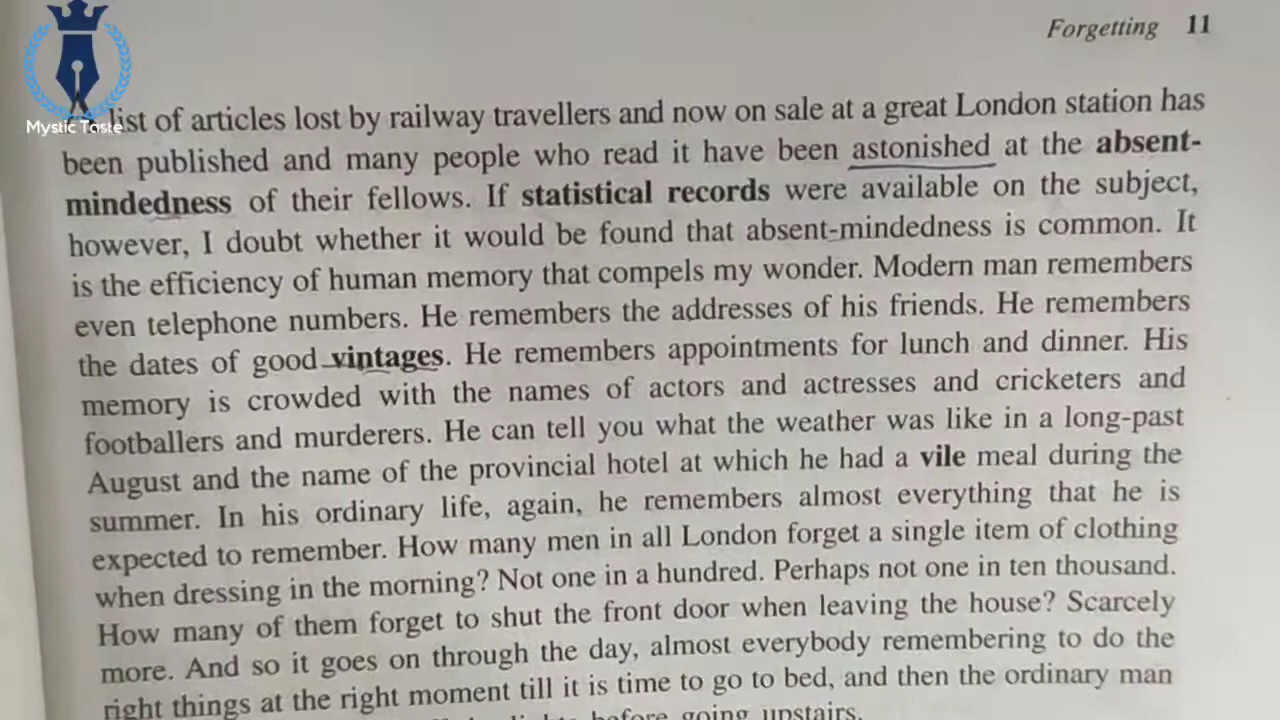 Forgetting 11
Mystic Taste
list of articles lost by railway travellers and now on sale at a great London station has
been published and many people who read it have been astonished at the absent-
mindedness of their fellows. If statistical records were available on the subject,
however, I doubt whether it would be found that absent-mindedness is common. It
is the efficiency of human memory that compels my wonder. Modern man remembers
even telephone numbers. He remembers the addresses of his friends. He remembers
the dates of good vintages. He remembers appointments for lunch and dinner. His
memory is crowded with the names of actors and actresses and cricketers and
footballers and murderers. He can tell you what the weather was like in a long-past
August and the name of the provincial hotel at which he had a vile meal during the
summer. In his ordinary life, again, he remembers almost everything that he is
expected to remember. How many men in all London forget a single item of clothing
when dressing in the morning? Not one in a hundred. Perhaps not one in ten thousand.
How many of them forget to shut the front door when leaving the house? Scarcely
more. And so it goes on through the day, almost everybody remembering to do the
right things at the right moment till it is time to go to bed, and then the ordinary man
before going upstairs.